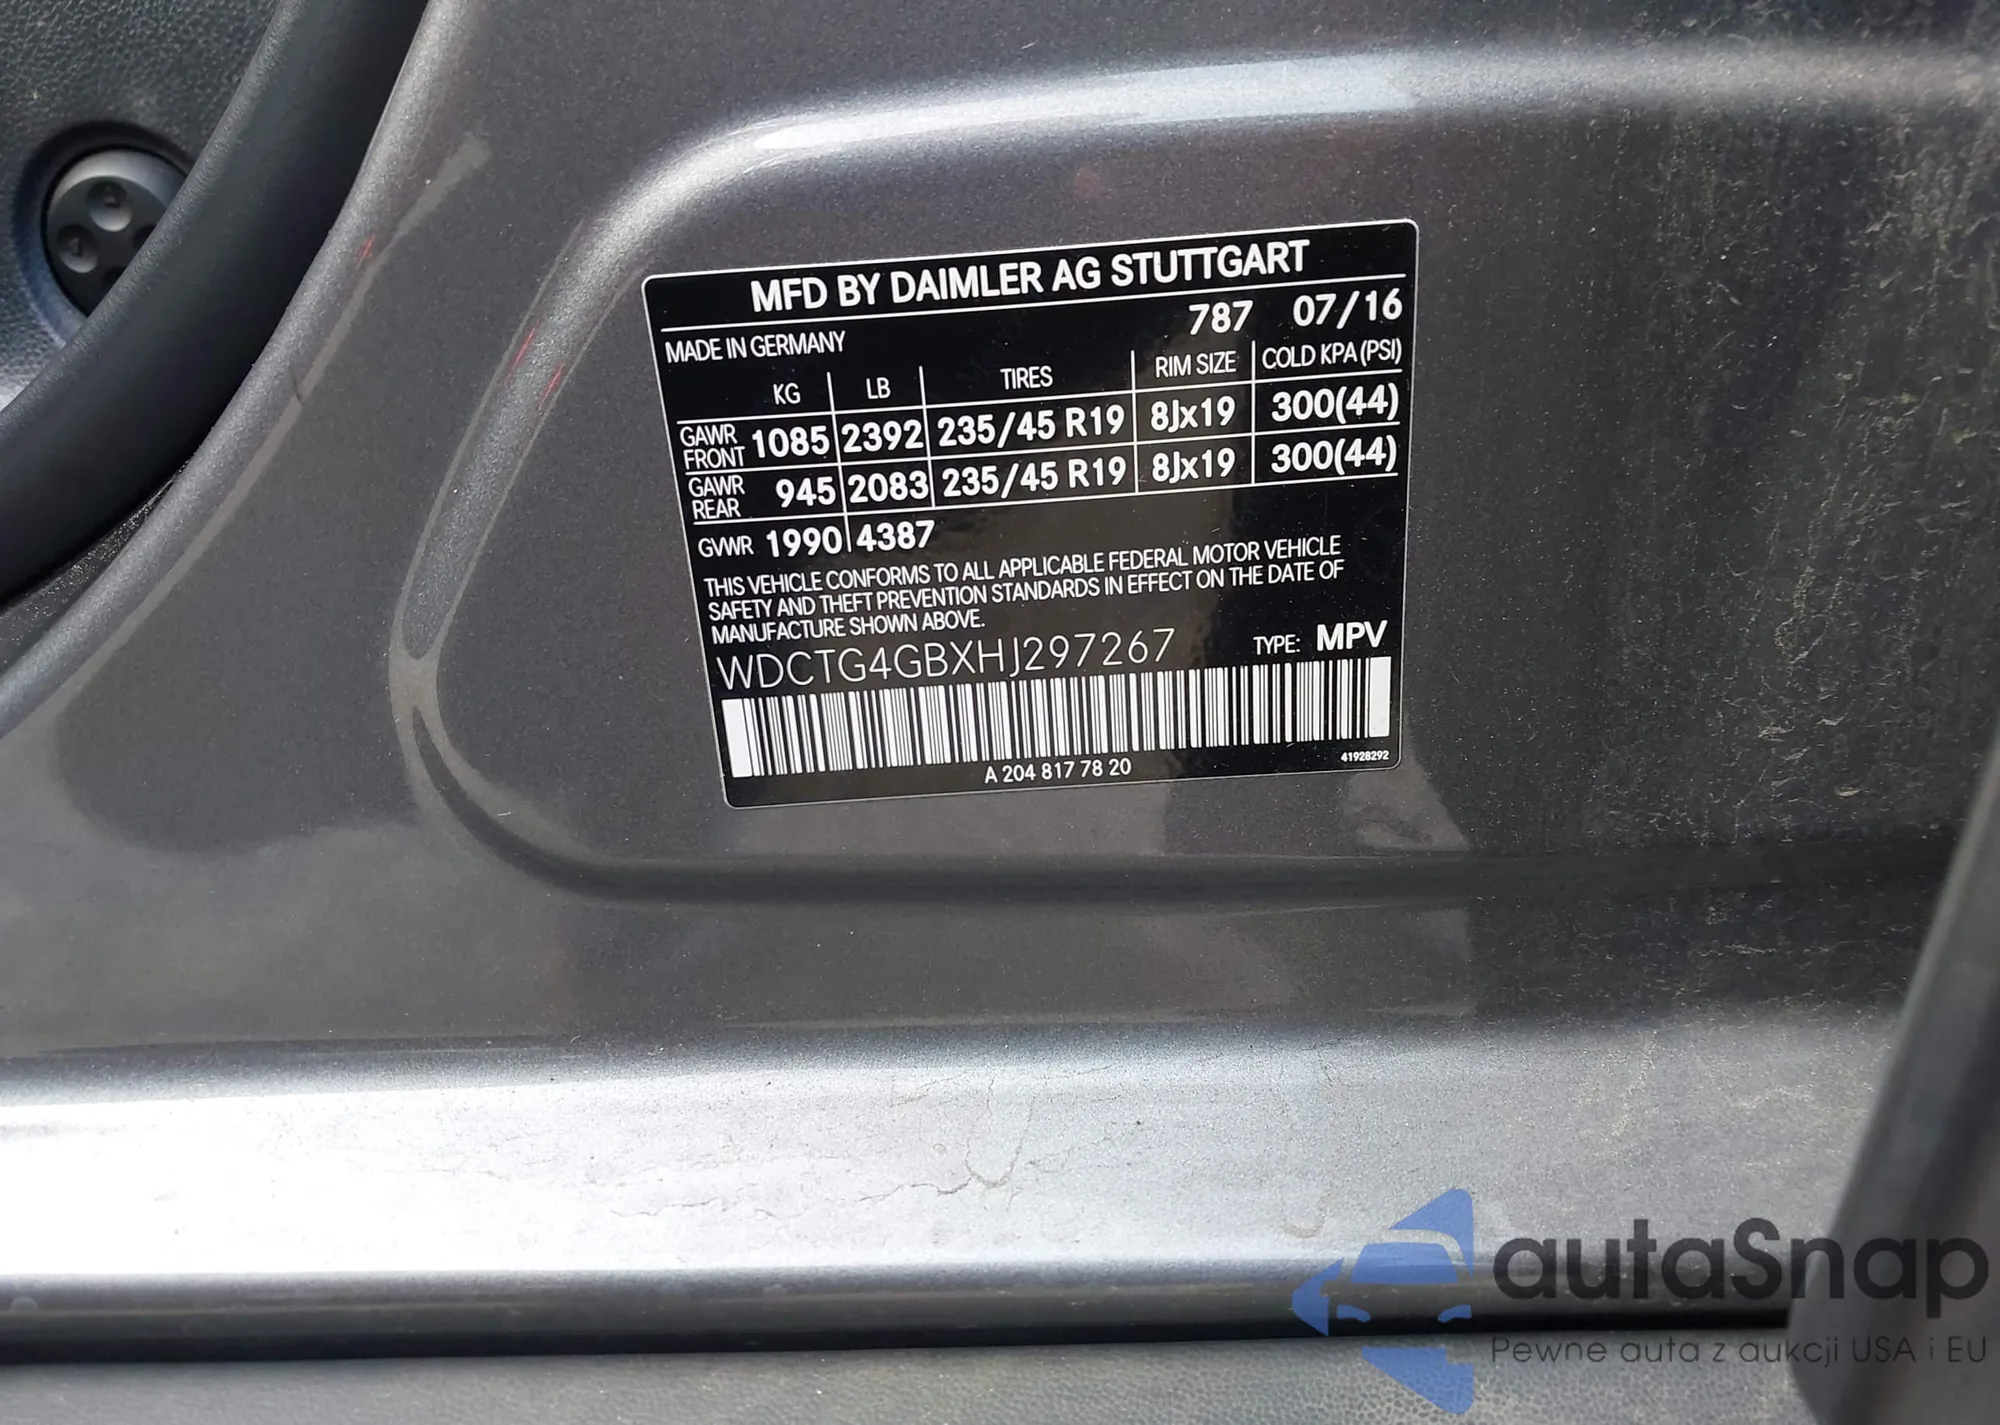 MFD BY DAIMLER AG STUTTGART
MADE IN GERMANY 787 07/16
KG LB TIRES RIM SIZE COLD KPA (PSI)
GAWR FRONT 1085 2392 235/45 R19 8Jx19 300(44)
GAWR REAR 945 2083 235/45 R19 8Jx19 300(44)
GVWR 1990 4387
THIS VEHICLE CONFORMS TO ALL APPLICABLE FEDERAL MOTOR VEHICLE
SAFETY AND THEFT PREVENTION STANDARDS IN EFFECT ON THE DATE OF
MANUFACTURE SHOWN ABOVE.
WDCTG4GBXHJ297267 TYPE: MPV
A 204 817 78 20 41928292
autaSnap
Pewne auta z aukcji USA i EU